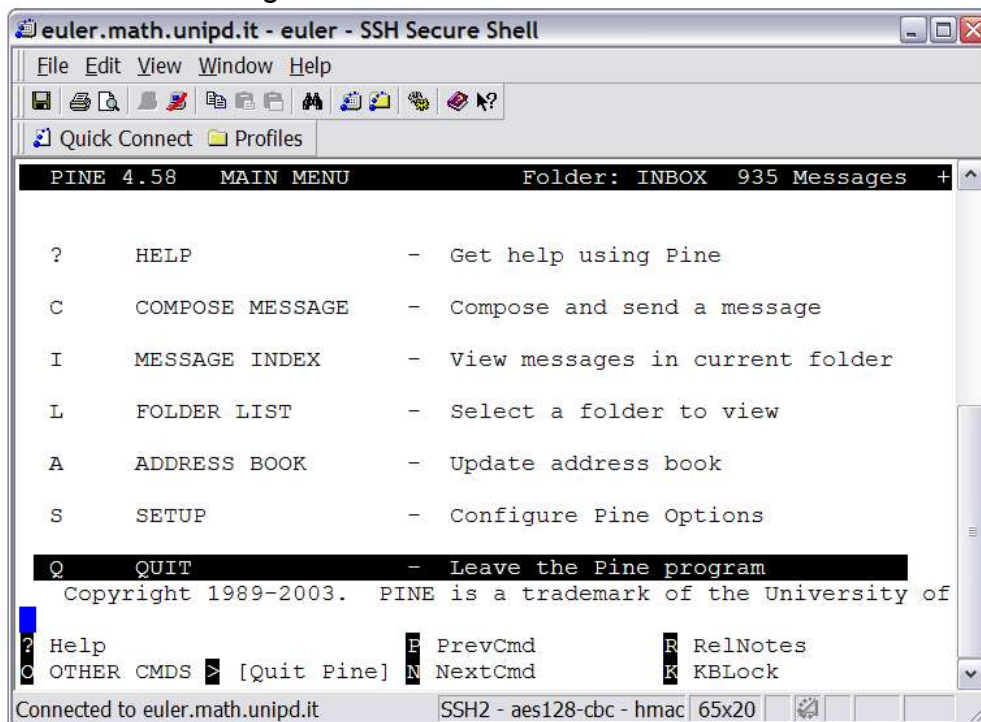 euler.math.unipd.it - euler - SSH Secure Shell
File Edit View Window Help
Quick Connect Profiles
PINE 4.58 MAIN MENU Folder: INBOX 935 Messages +
? HELP - Get help using Pine
C COMPOSE MESSAGE - Compose and send a message
I MESSAGE INDEX - View messages in current folder
L FOLDER LIST - Select a folder to view
A ADDRESS BOOK - Update address book
S SETUP - Configure Pine Options
Q QUIT - Leave the Pine program
Copyright 1989-2003. PINE is a trademark of the University of
? Help P PrevCmd R RelNotes
O OTHER CMDS > [Quit Pine] N NextCmd K KBLock
Connected to euler.math.unipd.it SSH2 - aes128-cbc - hmac 65x20